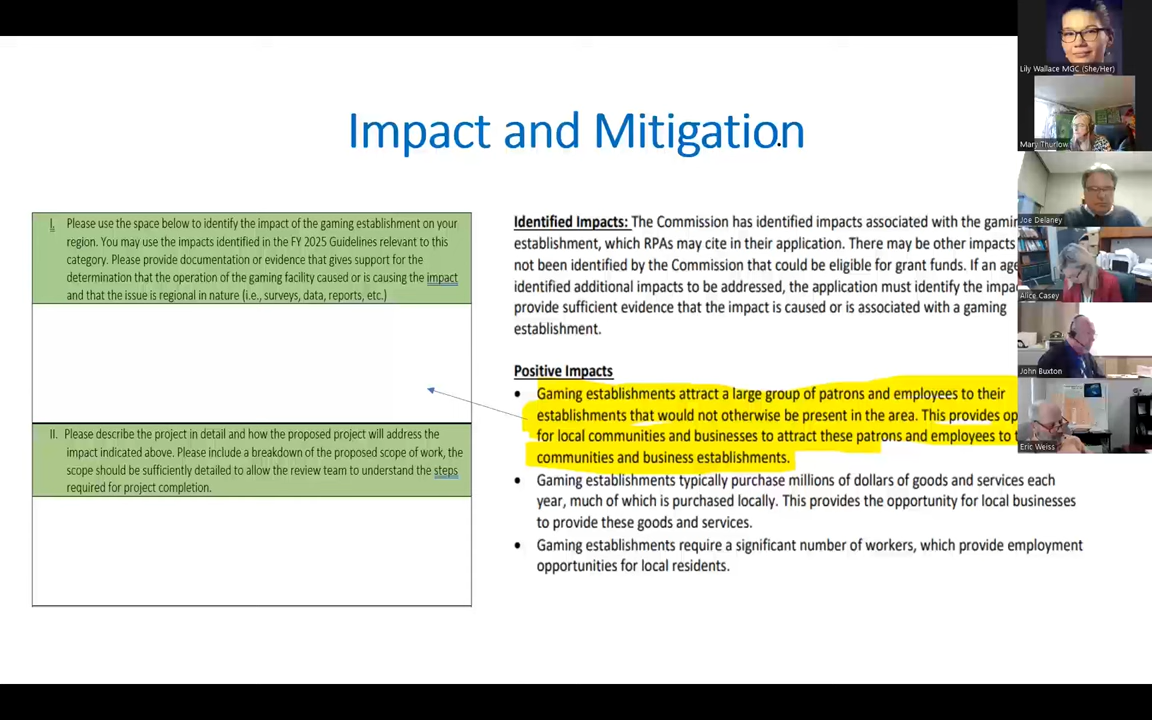 Impact and Mitigation
I. Please use the space below to identify the impact of the gaming establishment on your
region. You may use the impacts identified in the FY 2025 Guidelines relevant to this
category. Please provide documentation or evidence that gives support for the
determination that the operation of the gaming facility caused or is causing the impact
and that the issue is regional in nature (i.e., surveys, data, reports, etc.)
II. Please describe the project in detail and how the proposed project will address the
impact indicated above. Please include a breakdown of the proposed scope of work, the
scope should be sufficiently detailed to allow the review team to understand the steps
required for project completion.
Identified Impacts: The Commission has identified impacts associated with the
establishment, which RPAs may cite in their application. There may be other impacts
not been identified by the Commission that could be eligible for grant funds. If an
identified additional impacts to be addressed, the application must identify the
provide sufficient evidence that the impact is caused or is associated with a gaming
establishment.
Positive Impacts
• Gaming establishments attract a large group of patrons and employees to their
establishments that would not otherwise be present in the area. This provides
for local communities and businesses to attract these patrons and employees to
communities and business establishments.
• Gaming establishments typically purchase millions of dollars of goods and services each
year, much of which is purchased locally. This provides the opportunity for local businesses
to provide these goods and services.
• Gaming establishments require a significant number of workers, which provide employment
opportunities for local residents.
Lily Wallace MGC (She/Her)
Mary Thurlow
Joe Delaney
Alice Casey
John Buxton
Eric Weiss